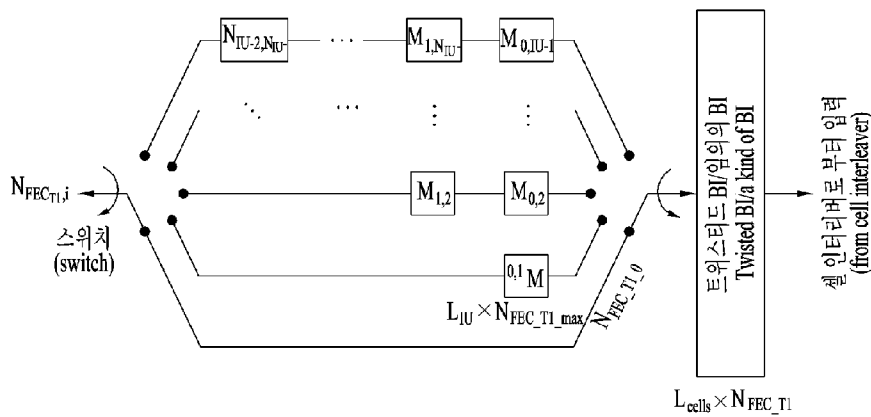 N_IU-2,N_IU- ... M_1,N_IU- M_0,IU-1
M_1,2 M_0,2
N_FEC_T1,i
스위치
(switch)
0,1 M
L_IU × N_FEC_T1_max
N_FEC_T1_0
트위스티드 BI/임의의 BI
Twisted BI/a kind of BI
L_cells × N_FEC_T1
셀 인터리버로부터 입력
(from cell interleaver)